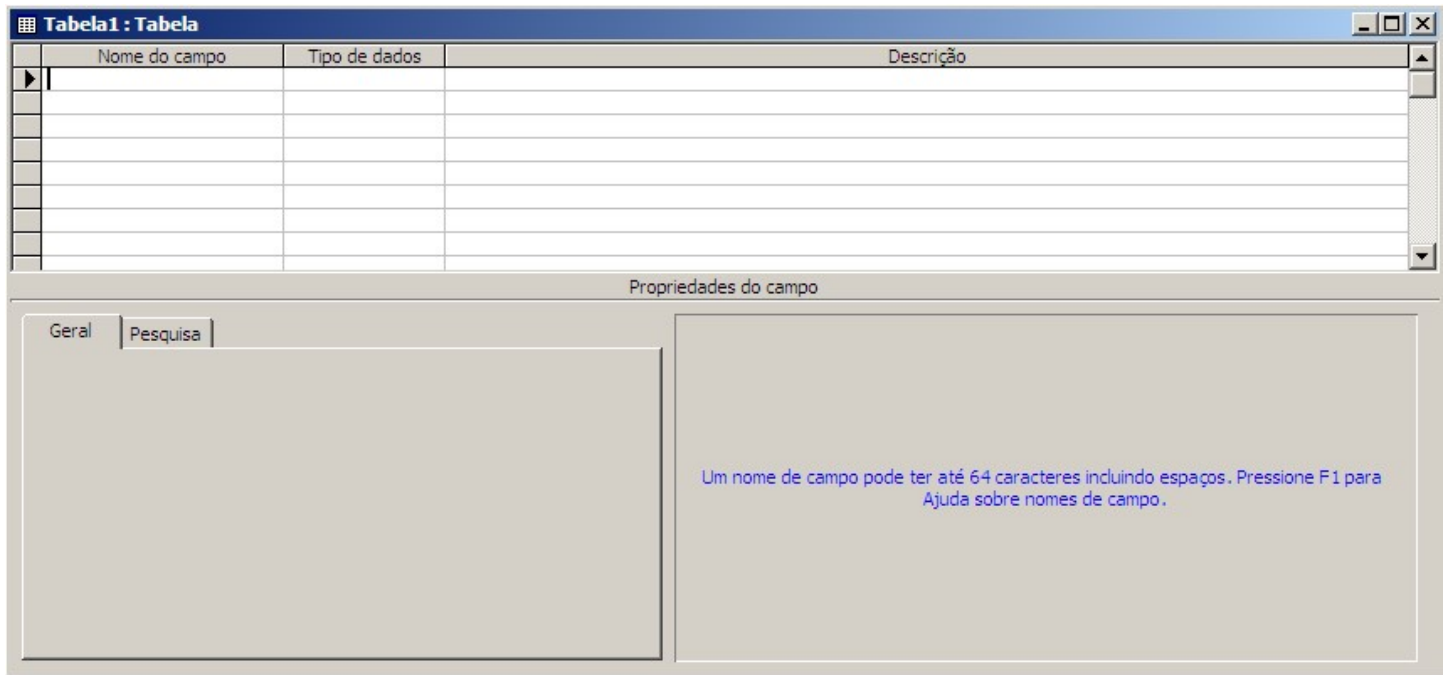 Tabela1 : Tabela
Nome do campo Tipo de dados Descrição
Propriedades do campo
Geral Pesquisa
Um nome de campo pode ter até 64 caracteres incluindo espaços. Pressione F1 para
Ajuda sobre nomes de campo.